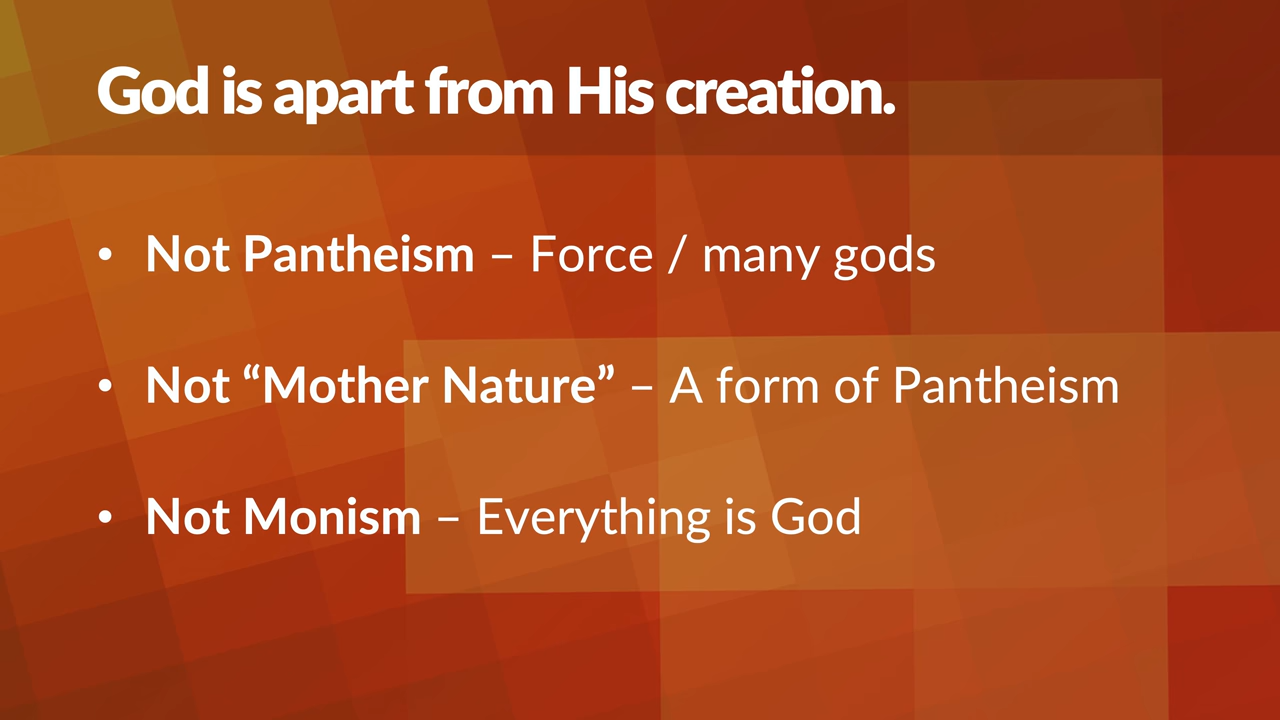 God is apart from His creation.
• Not Pantheism – Force / many gods
• Not “Mother Nature” – A form of Pantheism
• Not Monism – Everything is God